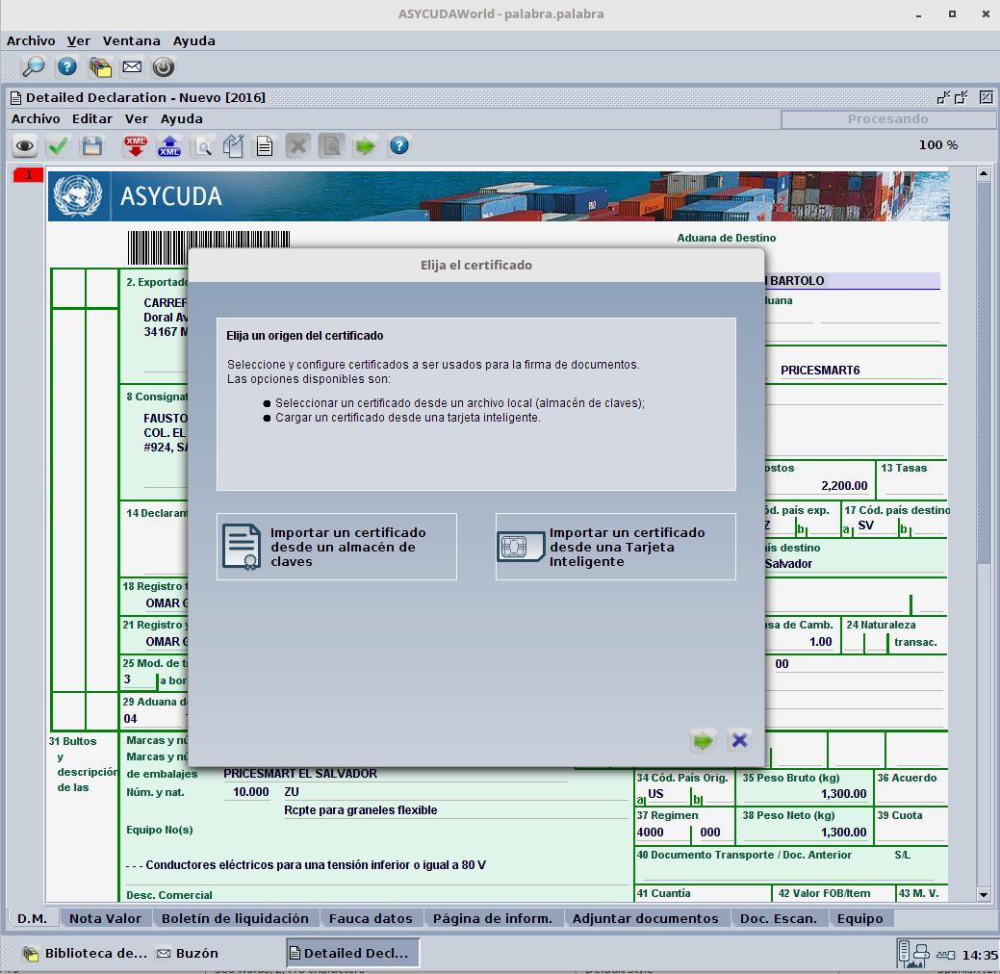 ASYCUDAWorld - palabra.palabra
Archivo Ver Ventana Ayuda
Detailed Declaration - Nuevo [2016]
Archivo Editar Ver Ayuda
Procesando
XML XML
100 %
1
ASYCUDA
Aduana de Destino
Elija el certificado
2. Exportado
BARTOLO
CARREF
uana
Doral Av
34167 M
Elija un origen del certificado
Seleccione y configure certificados a ser usados para la firma de documentos.
Las opciones disponibles son:
PRICESMART6
8 Consignat
Seleccionar un certificado desde un archivo local (almacén de claves);
FAUSTO
Cargar un certificado desde una tarjeta inteligente.
COL. EL
#924, SA
ostos
13 Tasas
2,200.00
14 Declarant
ód. país exp.
17 Cód. país destino
Z b a SV b
Importar un certificado desde un almacén de claves
Importar un certificado desde una Tarjeta Inteligente
ís destino
Salvador
18 Registro t
OMAR G
21 Registro y
sa de Camb.
24 Naturaleza
OMAR G
1.00
transac.
25 Mod. de tr
00
3
a bor
29 Aduana de
04
31 Bultos
y
descripción
de las
Marcas y nú
Marcas y nú
de embalajes
PRICESMART EL SALVADOR
34 Cód. País Orig.
35 Peso Bruto (kg)
36 Acuerdo
Núm. y nat.
10.000
ZU
a US b
1,300.00
Rcpte para graneles flexible
37 Regimen
38 Peso Neto (kg)
39 Cuota
Equipo No(s)
4000
000
1,300.00
40 Documento Transporte / Doc. Anterior
S/L
- - - Conductores eléctricos para una tensión inferior o igual a 80 V
Desc. Comercial
41 Cuantía
42 Valor FOB/Item
43 M. V.
D.M. Nota Valor Boletín de liquidación Fauca datos Página de inform. Adjuntar documentos Doc. Escan. Equipo
Biblioteca de... Buzón Detailed Decl... 14:35